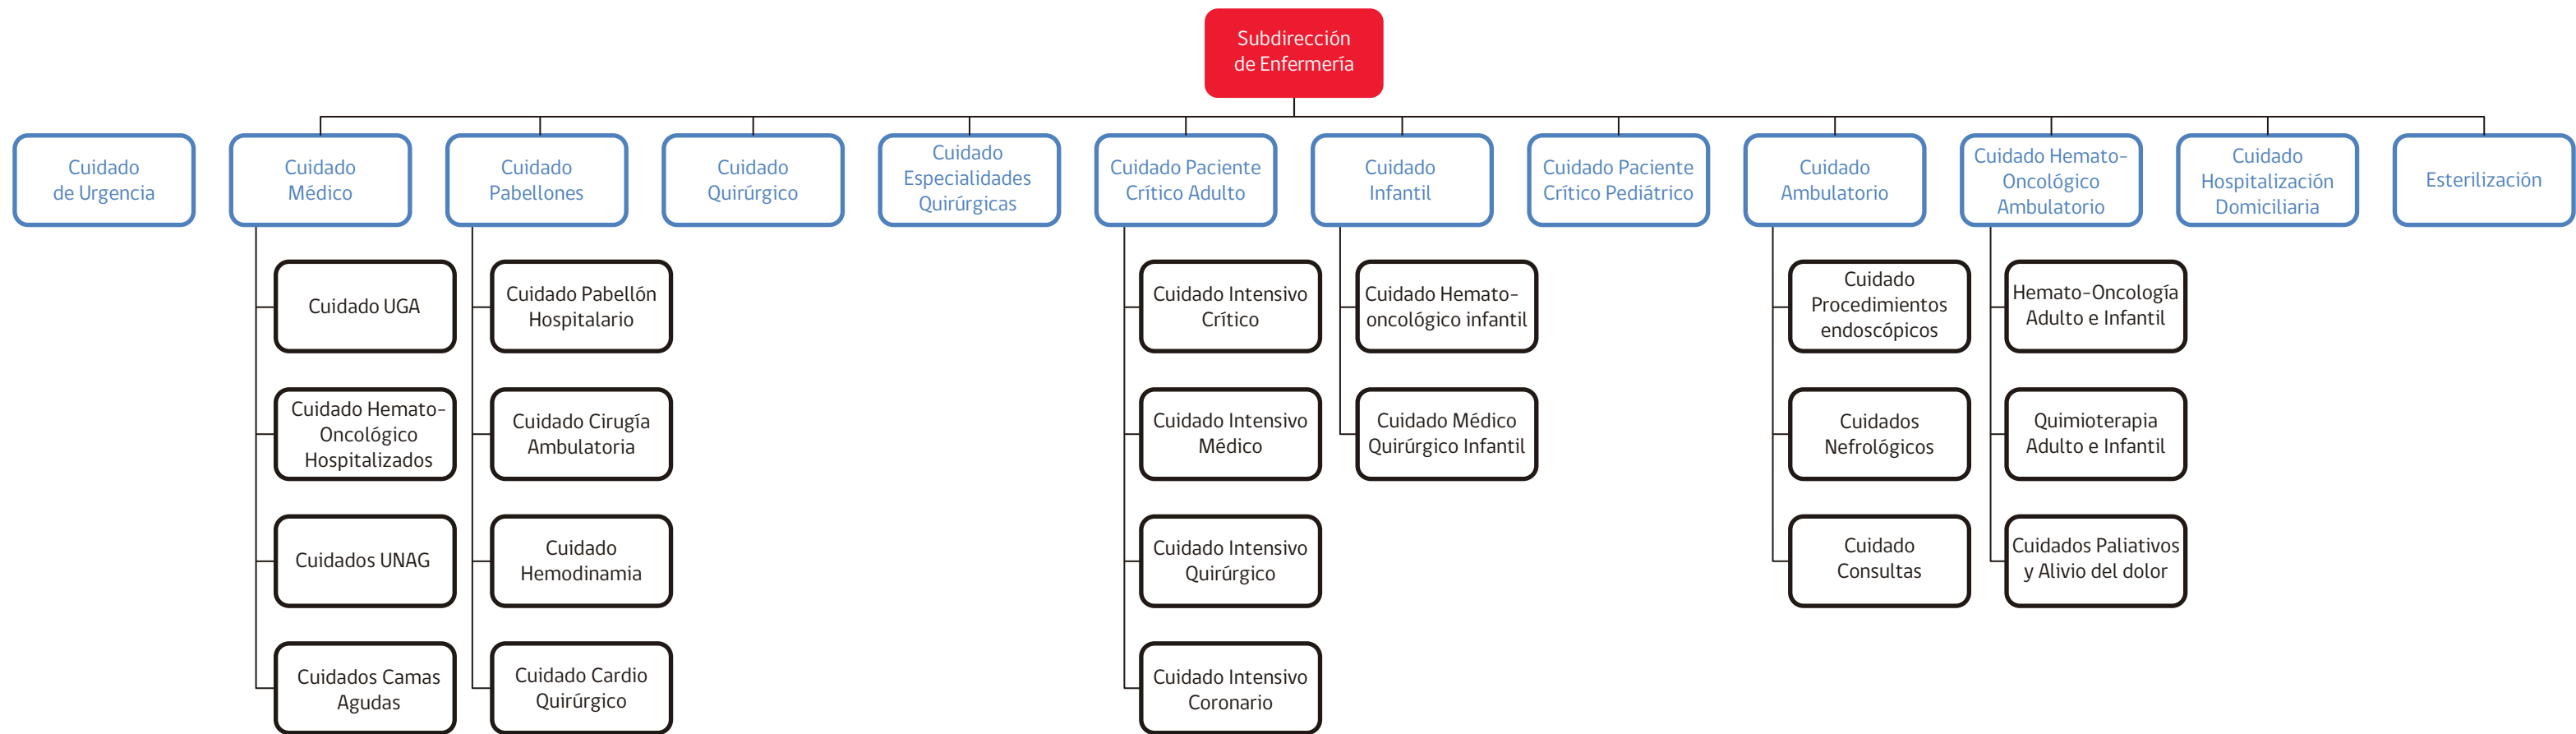 Subdirección
de Enfermería
Cuidado
de Urgencia
Cuidado
Médico
Cuidado
Pabellones
Cuidado
Quirúrgico
Cuidado
Especialidades
Quirúrgicas
Cuidado Paciente
Crítico Adulto
Cuidado
Infantil
Cuidado Paciente
Crítico Pediátrico
Cuidado
Ambulatorio
Cuidado Hemato-
Oncológico
Ambulatorio
Cuidado
Hospitalización
Domiciliaria
Esterilización
Cuidado UGA
Cuidado Hemato-
Oncológico
Hospitalizados
Cuidados UNAG
Cuidados Camas
Agudas
Cuidado Pabellón
Hospitalario
Cuidado Cirugía
Ambulatoria
Cuidado
Hemodinamia
Cuidado Cardio
Quirúrgico
Cuidado Intensivo
Crítico
Cuidado Intensivo
Médico
Cuidado Intensivo
Quirúrgico
Cuidado Intensivo
Coronario
Cuidado Hemato-
oncológico infantil
Cuidado Médico
Quirúrgico Infantil
Cuidado
Procedimientos
endoscópicos
Cuidados
Nefrológicos
Cuidado
Consultas
Hemato-Oncología
Adulto e Infantil
Quimioterapia
Adulto e Infantil
Cuidados Paliativos
y Alivio del dolor